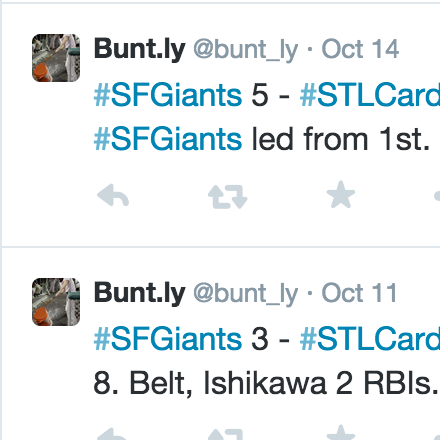 Bunt.ly @bunt_ly · Oct 14
#SFGiants 5 - #STLCard
#SFGiants led from 1st.
Bunt.ly @bunt_ly · Oct 11
#SFGiants 3 - #STLCard
8. Belt, Ishikawa 2 RBIs.